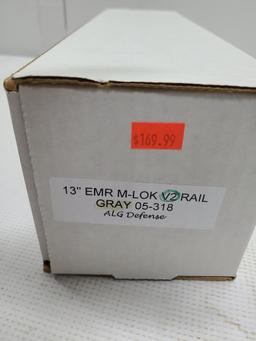 $169.99
13" EMR M-LOK V2 RAIL
GRAY 05-318
ALG Defense